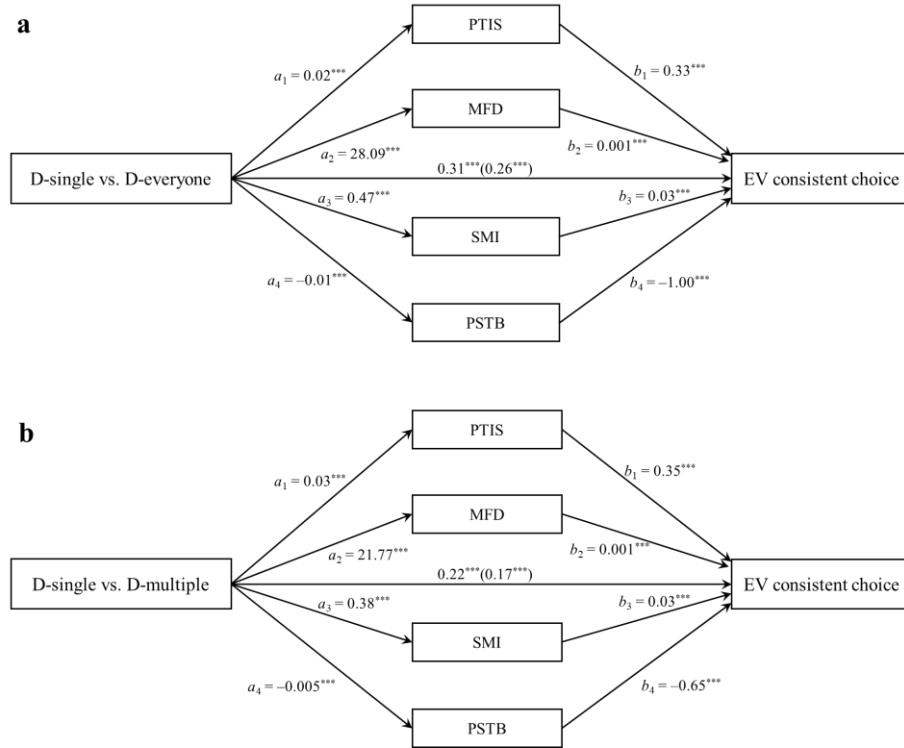 a
PTIS
a₁ = 0.02***
b₁ = 0.33***
MFD
a₂ = 28.09***
b₂ = 0.001***
D-single vs. D-everyone
0.31***(0.26***)
EV consistent choice
a₃ = 0.47***
b₃ = 0.03***
SMI
a₄ = –0.01***
b₄ = –1.00***
PSTB
b
PTIS
a₁ = 0.03***
b₁ = 0.35***
MFD
a₂ = 21.77***
b₂ = 0.001***
D-single vs. D-multiple
0.22***(0.17***)
EV consistent choice
a₃ = 0.38***
b₃ = 0.03***
SMI
a₄ = –0.005***
b₄ = –0.65***
PSTB